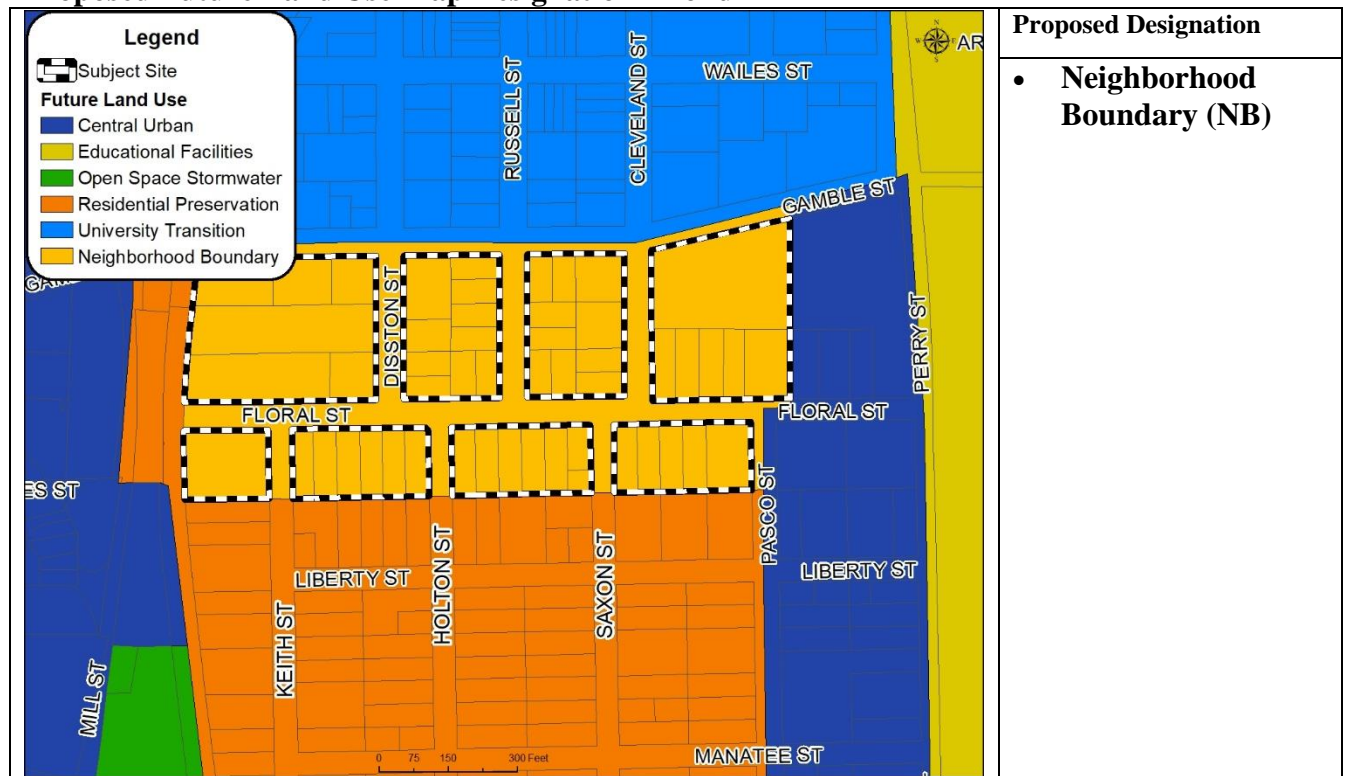 Proposed Designation
• Neighborhood
Boundary (NB)
Legend
Subject Site
Future Land Use
Central Urban
Educational Facilities
Open Space Stormwater
Residential Preservation
University Transition
Neighborhood Boundary
N
W
E
S
AR
WAILES ST
RUSSELL ST
CLEVELAND ST
GAMBLE ST
DISSTON ST
PERRY ST
FLORAL ST
FLORAL ST
ES ST
PASCO ST
LIBERTY ST
LIBERTY ST
HOLTON ST
SAXON ST
KEITH ST
MILL ST
0 75 150 300 Feet
MANATEE ST